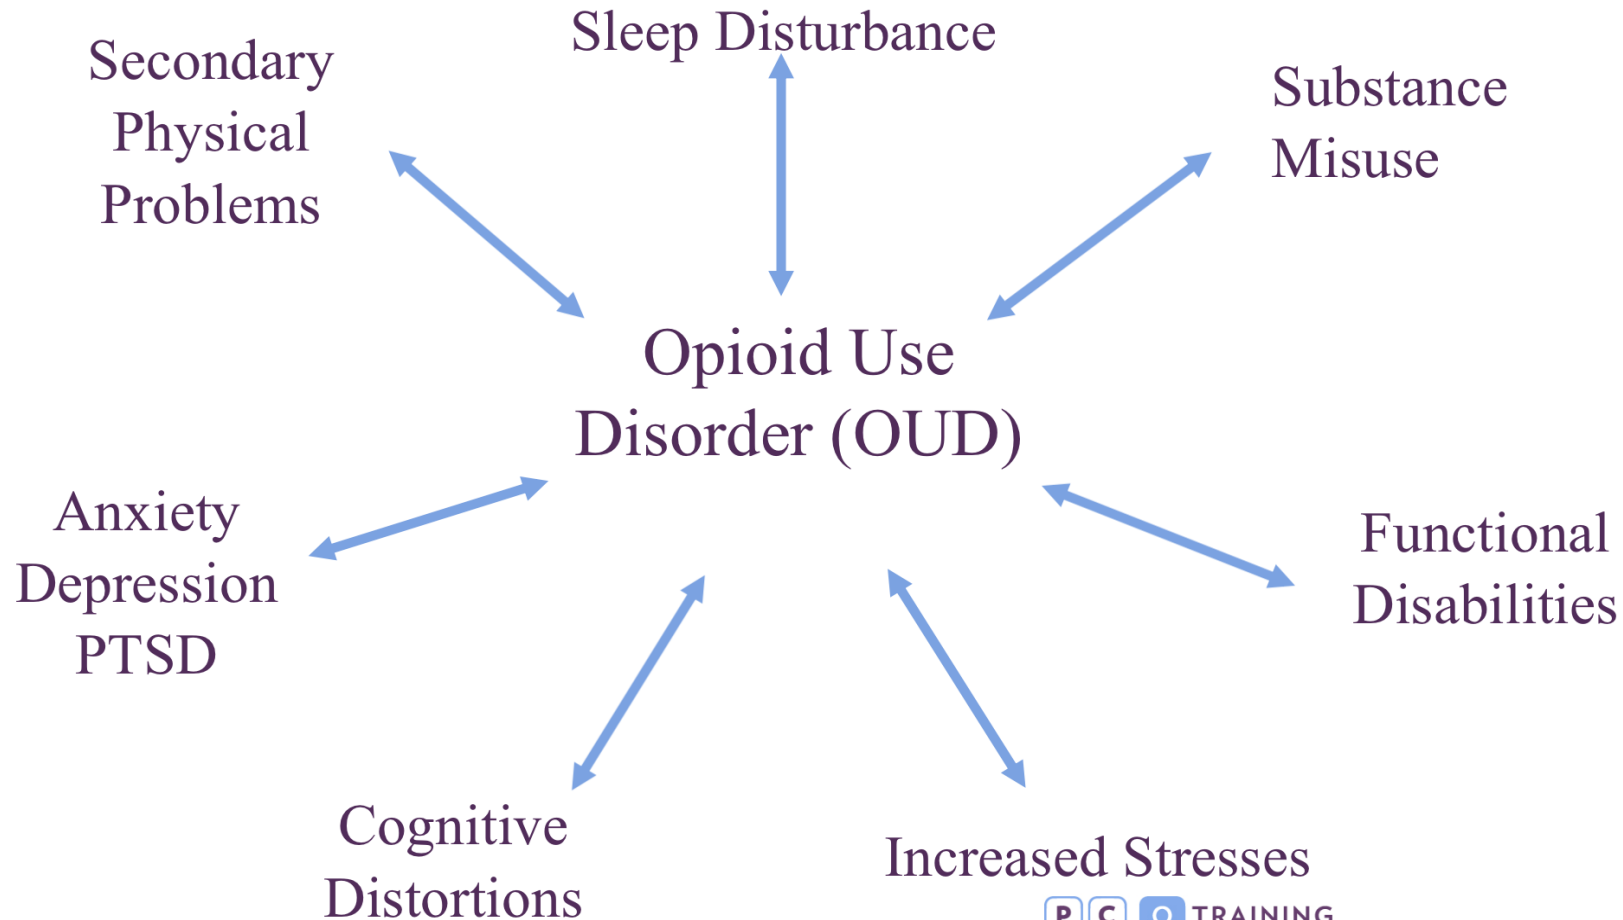 Sleep Disturbance
Secondary
Physical
Problems
Substance
Misuse
Opioid Use
Disorder (OUD)
Anxiety
Depression
PTSD
Functional
Disabilities
Cognitive
Distortions
Increased Stresses
P C O TRAINING